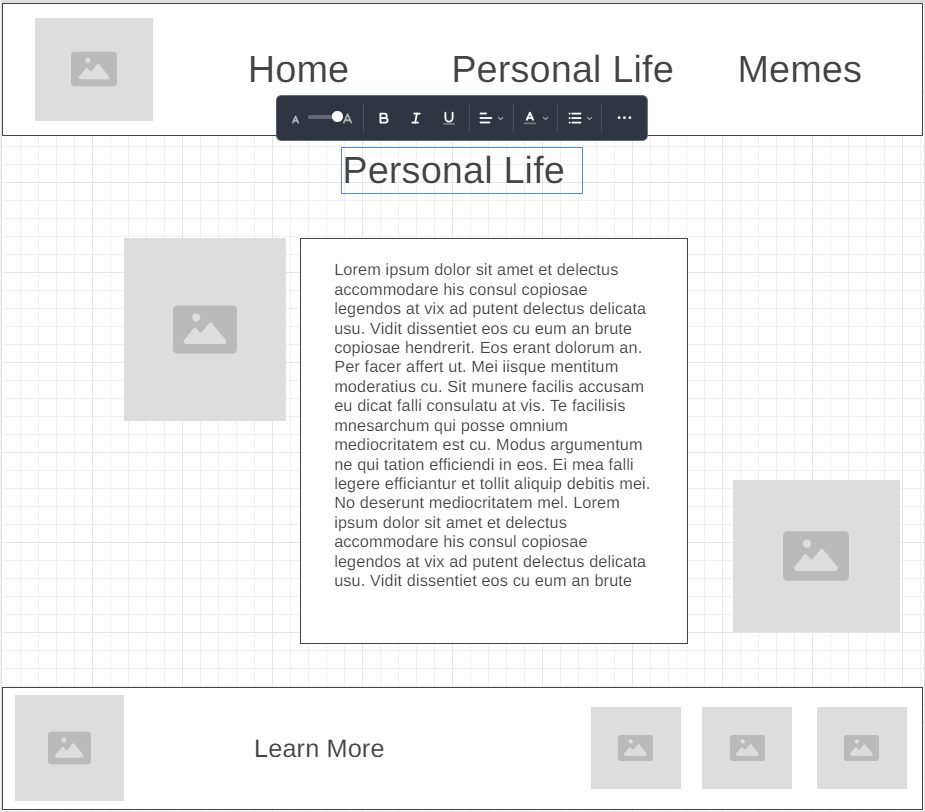 Home Personal Life Memes
A A B I U A
Personal Life
Lorem ipsum dolor sit amet et delectus
accommodare his consul copiosae
legendos at vix ad putent delectus delicata
usu. Vidit dissentiet eos cu eum an brute
copiosae hendrerit. Eos erant dolorum an.
Per facer affert ut. Mei iisque mentitum
moderatius cu. Sit munere facilis accusam
eu dicat falli consulatu at vis. Te facilisis
mnesarchum qui posse omnium
mediocritatem est cu. Modus argumentum
ne qui tation efficiendi in eos. Ei mea falli
legere efficiantur et tollit aliquip debitis mei.
No deserunt mediocritatem mel. Lorem
ipsum dolor sit amet et delectus
accommodare his consul copiosae
legendos at vix ad putent delectus delicata
usu. Vidit dissentiet eos cu eum an brute
Learn More